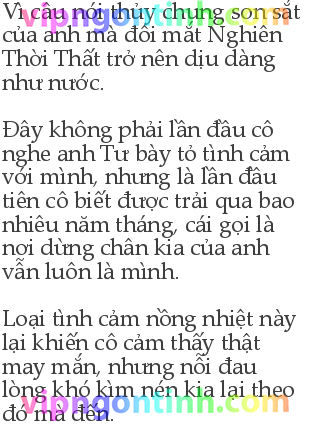 Vì câu nói thủy chung son sắt
của anh mà đôi mắt Nghiên
Thời Thất trở nên dịu dàng
như nước.
Đây không phải lần đầu cô
nghe anh Tư bày tỏ tình cảm
với mình, nhưng là lần đầu
tiên cô biết được trải qua bao
nhiêu năm tháng, cái gọi là
nơi dừng chân kia của anh
vẫn luôn là mình.
Loại tình cảm nồng nhiệt này
lại khiến cô cảm thấy thật
may mắn, nhưng nỗi đau
lòng khó kìm nén kia lại theo
đó mà đến.
vipngontinh.com
vipngontinh.com